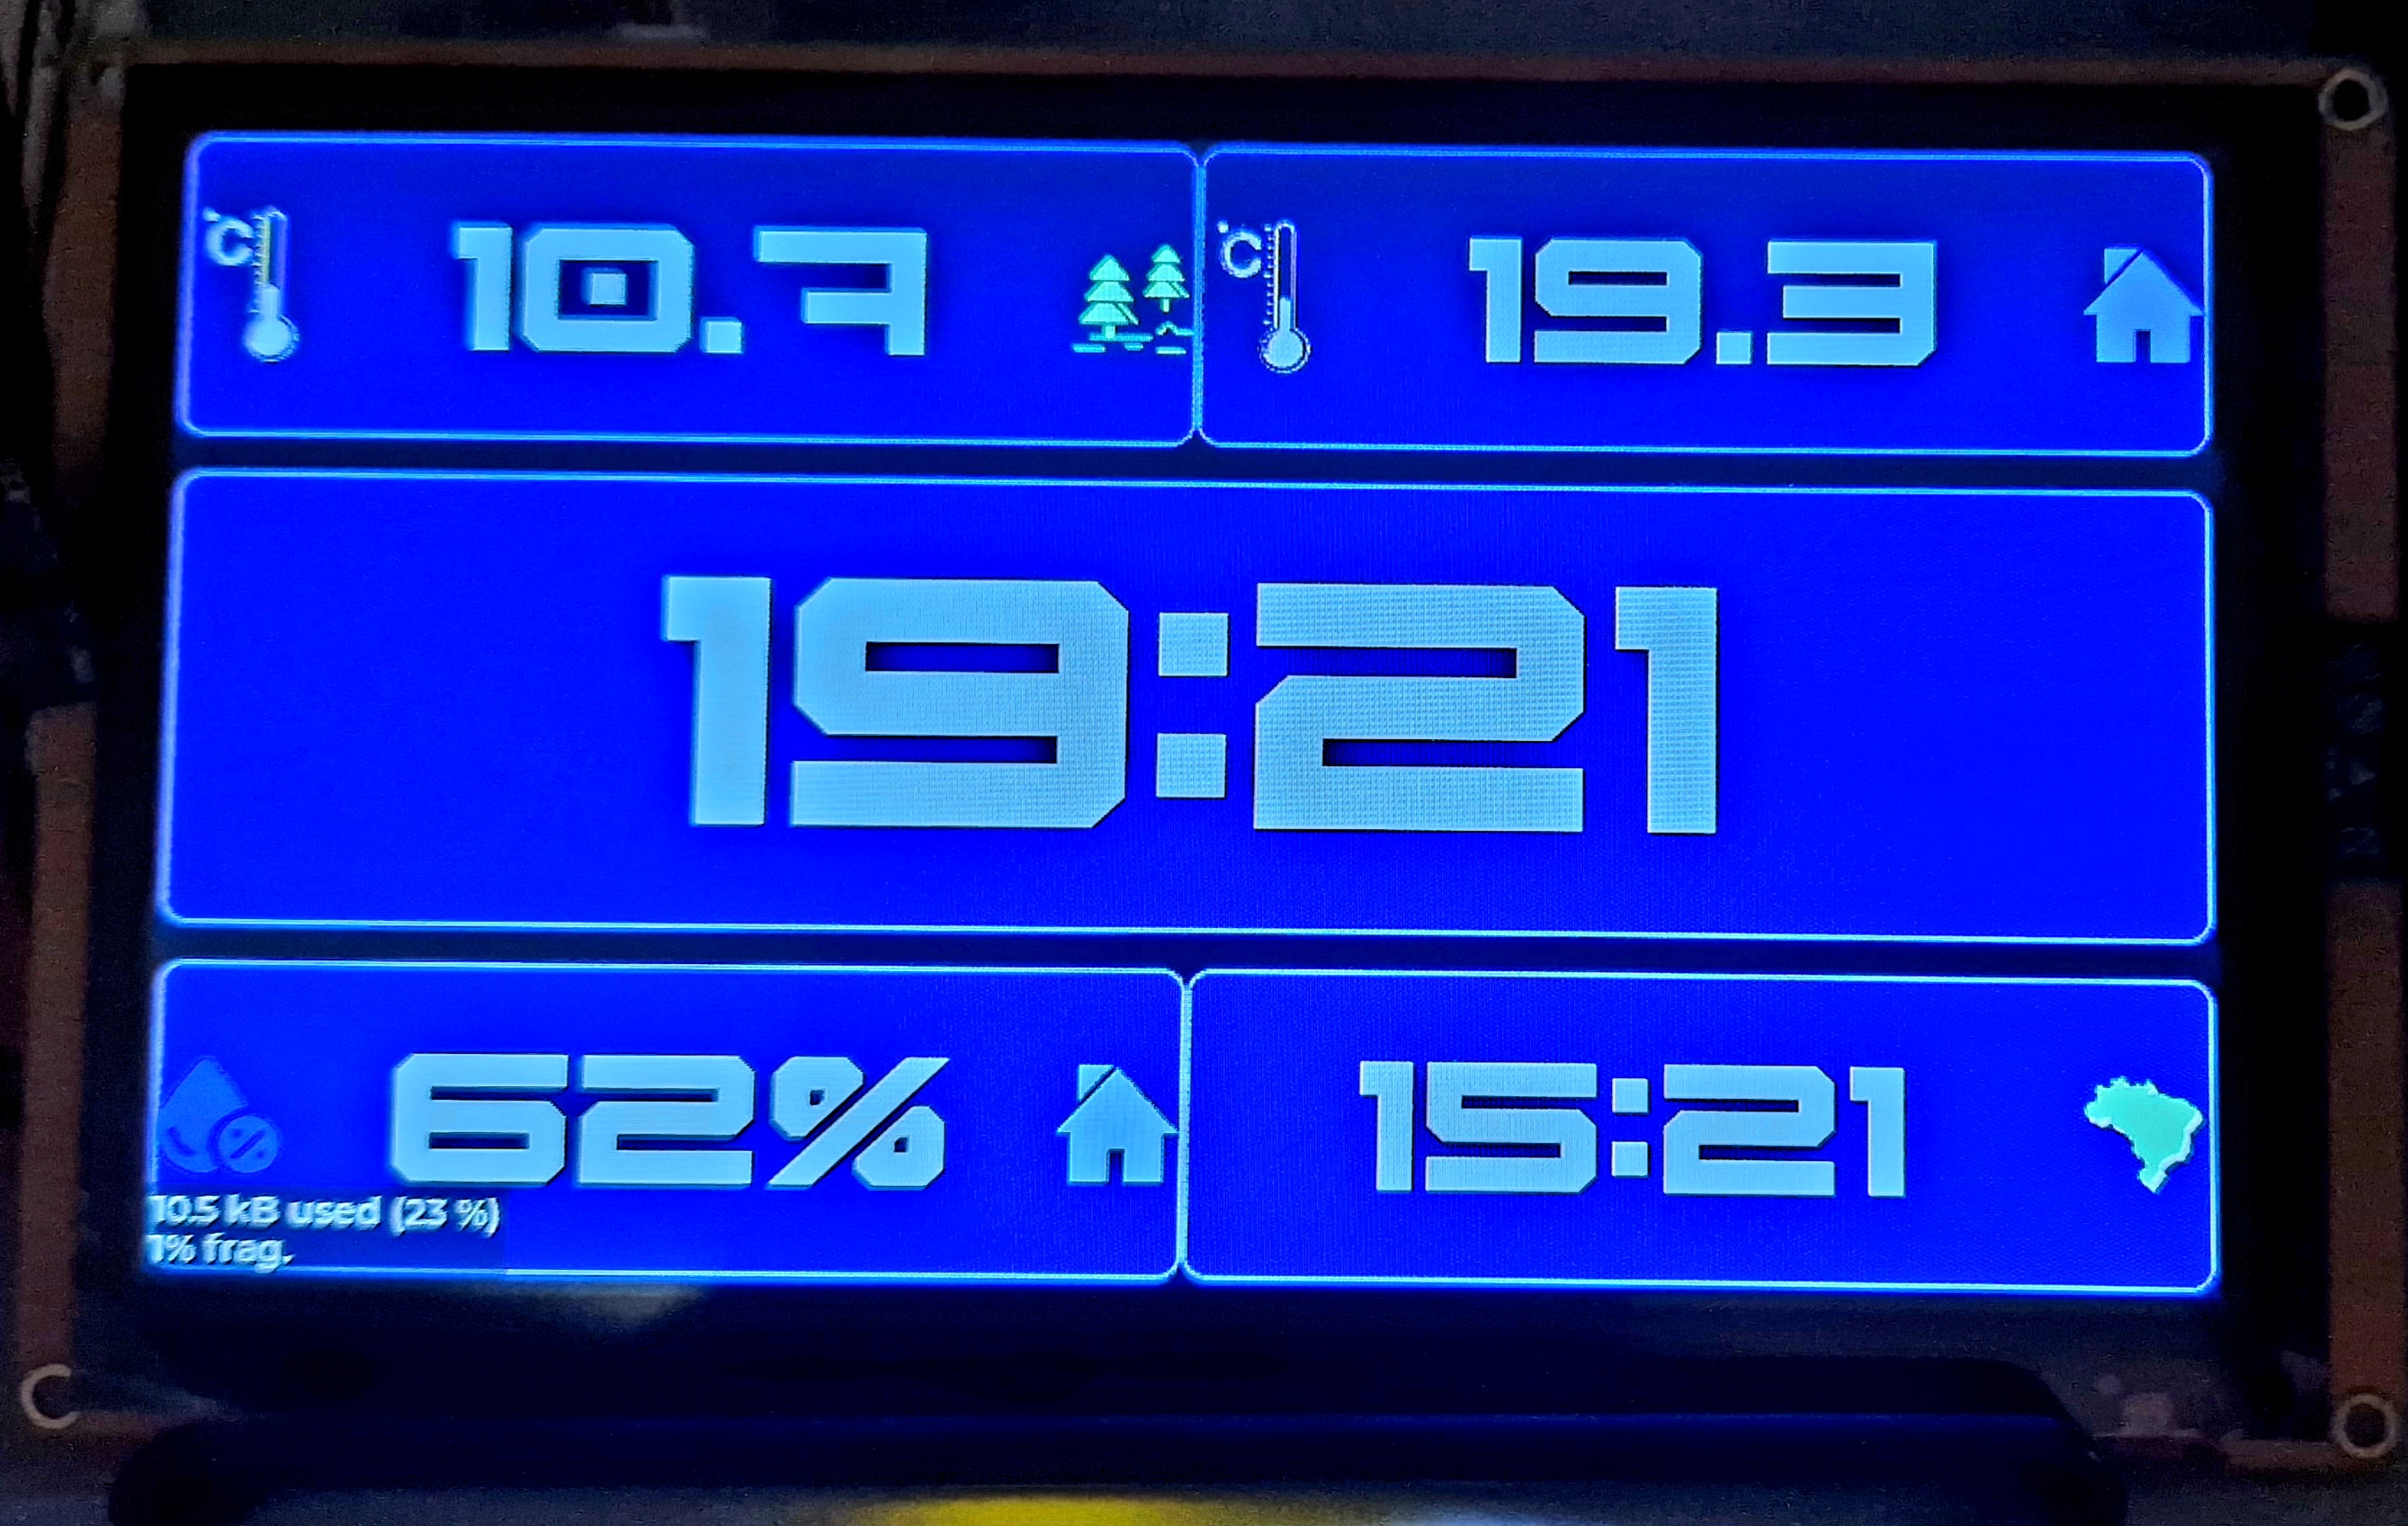 °C 10.7
°C 19.3
19:21
62%
15:21
%
10.5 kB used (23 %)
1% frag.